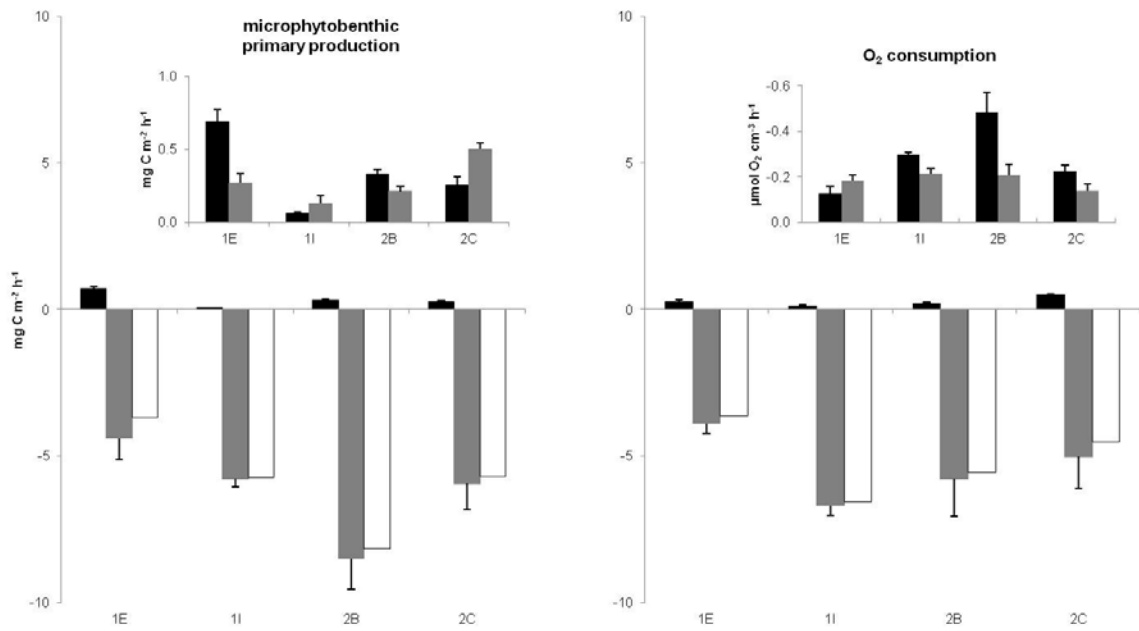 10
microphytobenthic
primary production
1.0
0.5
0.0
mg C m⁻² h⁻¹
1E 1I 2B 2C
5
0
-5
-10
mg C m⁻² h⁻¹
1E 1I 2B 2C
10
O₂ consumption
-0.6
-0.4
-0.2
0.0
µmol O₂ cm⁻³ h⁻¹
1E 1I 2B 2C
5
0
-5
-10
1E 1I 2B 2C